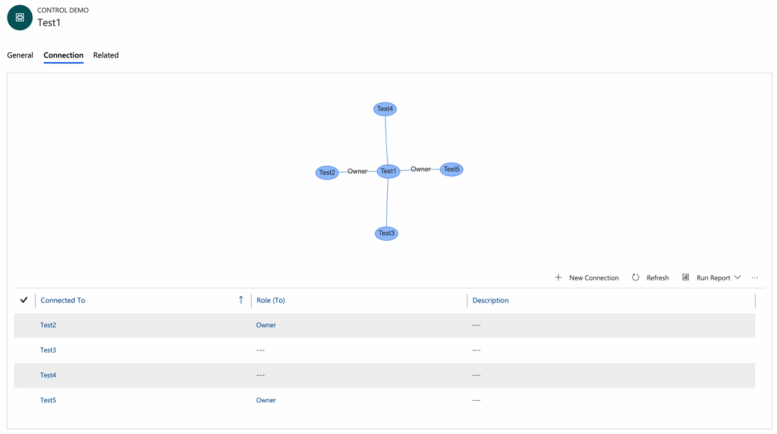 CONTROL DEMO
Test1
General Connection Related
Test4
Test2 Owner Test1 Owner Test5
Test3
New Connection Refresh Run Report ...
Connected To Role (To) Description
Test2 Owner ---
Test3 --- ---
Test4 --- ---
Test5 Owner ---